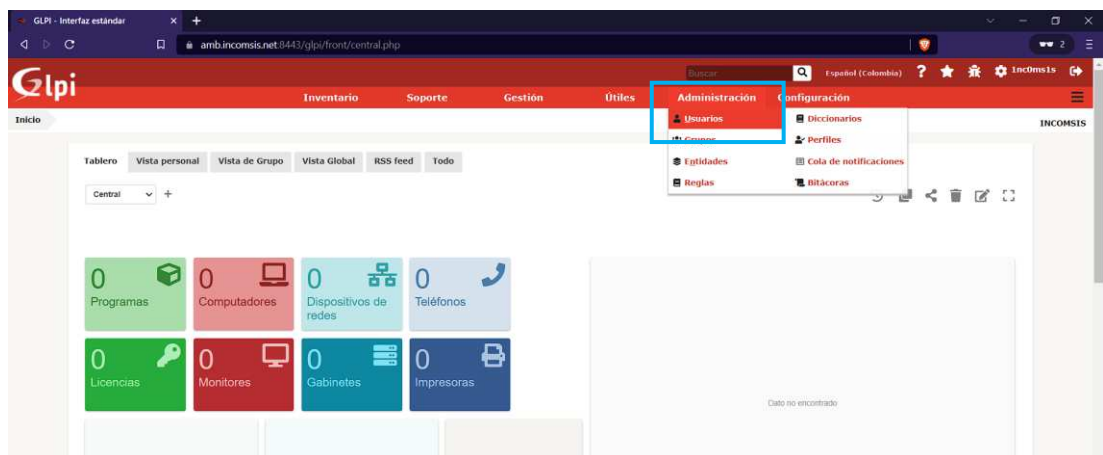 GLPI - Interfaz estándar
amb.incomsis.net:8443/glpi/front/central.php
2
Glpi
Buscar
Español (Colombia)
?
Inc0ms1s
Inventario Soporte Gestión Útiles Administración Configuración
Inicio
INCOMSIS
Usuarios Diccionarios
Grupos Perfiles
Entidades Cola de notificaciones
Reglas Bitácoras
Tablero Vista personal Vista de Grupo Vista Global RSS feed Todo
Central
0 Programas
0 Computadores
0 Dispositivos de
redes
0 Teléfonos
0 Licencias
0 Monitores
0 Gabinetes
0 Impresoras
Dato no encontrado